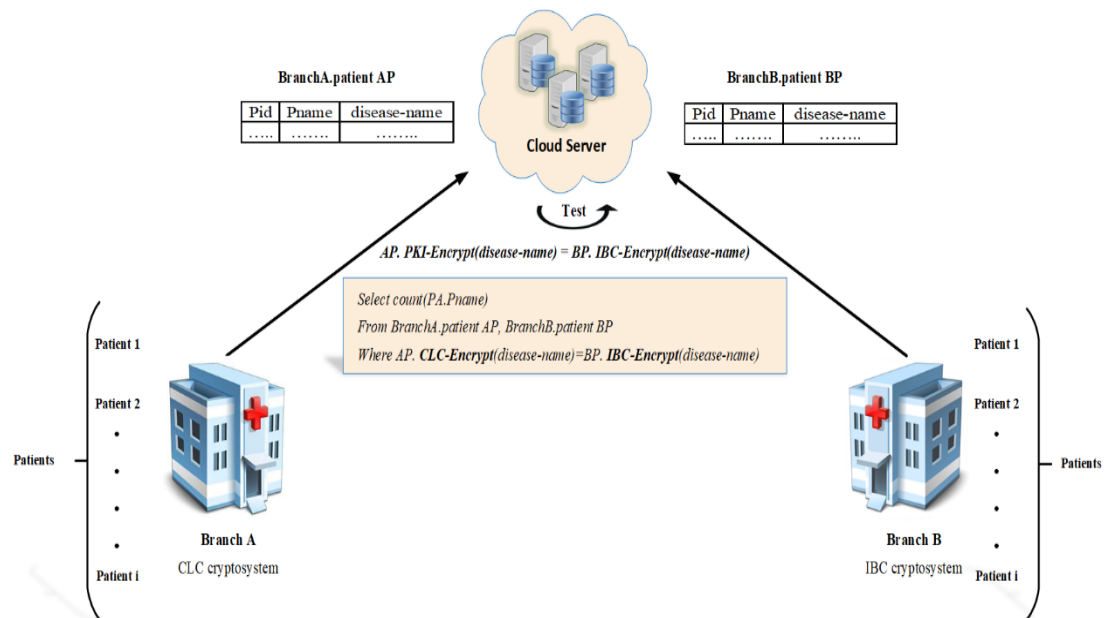 BranchA.patient AP
Pid Pname disease-name
..... ....... ........
Cloud Server
BranchB.patient BP
Pid Pname disease-name
..... ....... ........
Test
AP. PKI-Encrypt(disease-name) = BP. IBC-Encrypt(disease-name)
Select count(PA.Pname)
From BranchA.patient AP, BranchB.patient BP
Where AP. CLC-Encrypt(disease-name)=BP. IBC-Encrypt(disease-name)
Patients
Patient 1
Patient 2
Patient i
Branch A
CLC cryptosystem
Branch B
IBC cryptosystem
Patient 1
Patient 2
Patient i
Patients